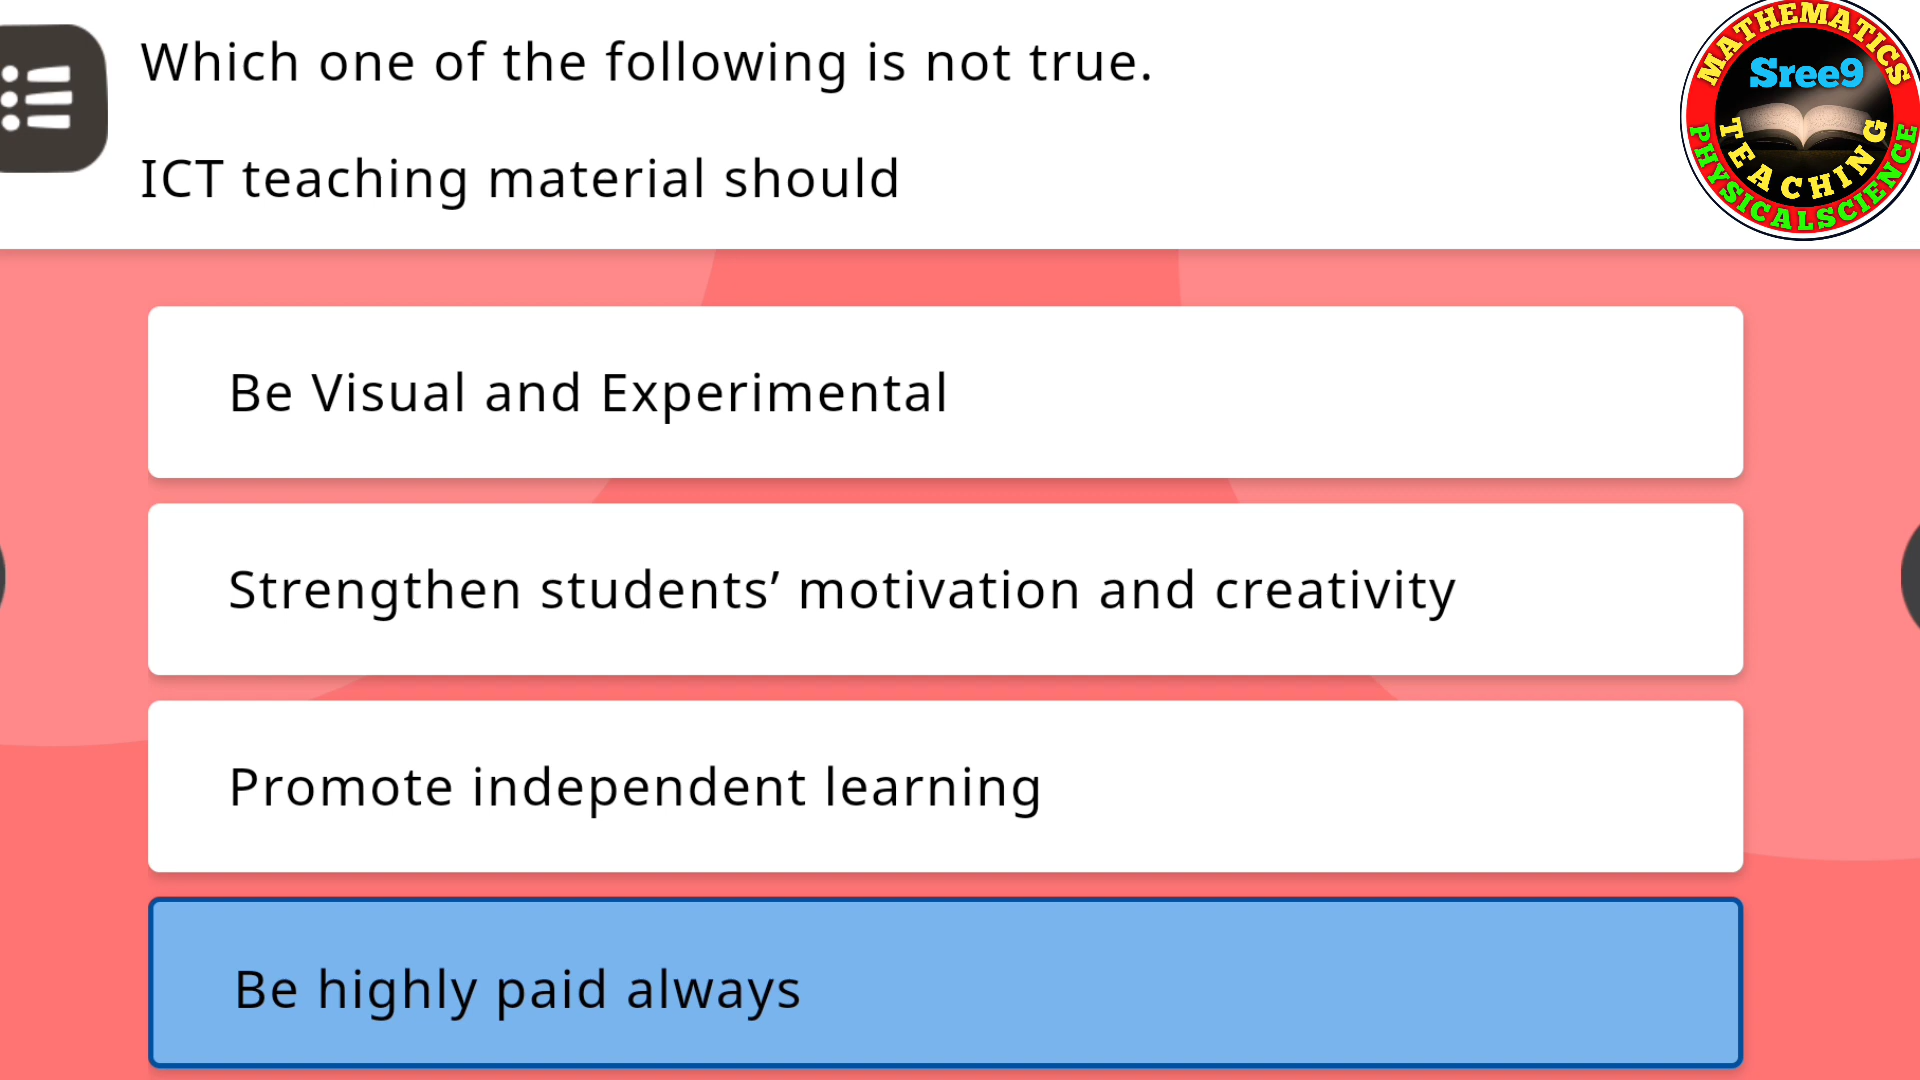 Which one of the following is not true.
ICT teaching material should
MATHEMATICS
Sree9
TEACHING
PHYSICALSCIENCE
Be Visual and Experimental
Strengthen students’ motivation and creativity
Promote independent learning
Be highly paid always